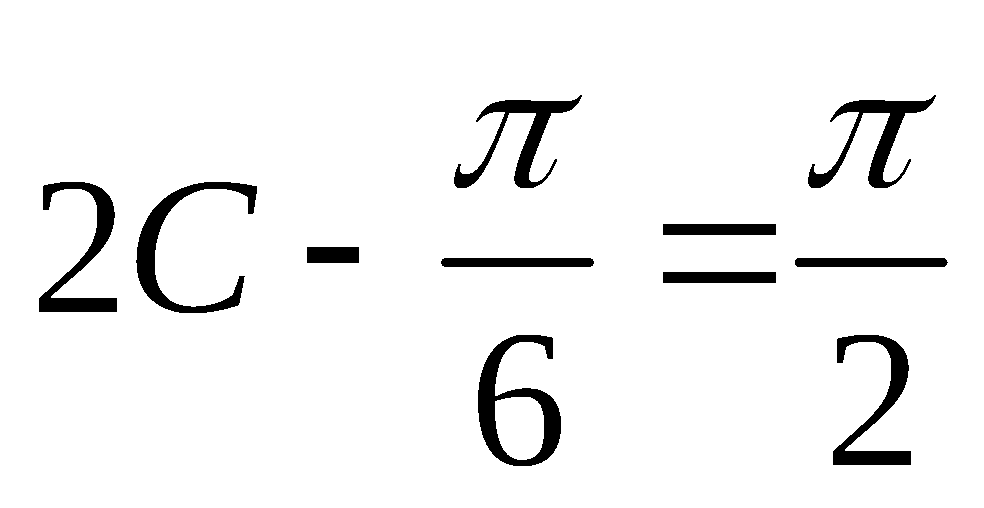 2C - π/6 = π/2